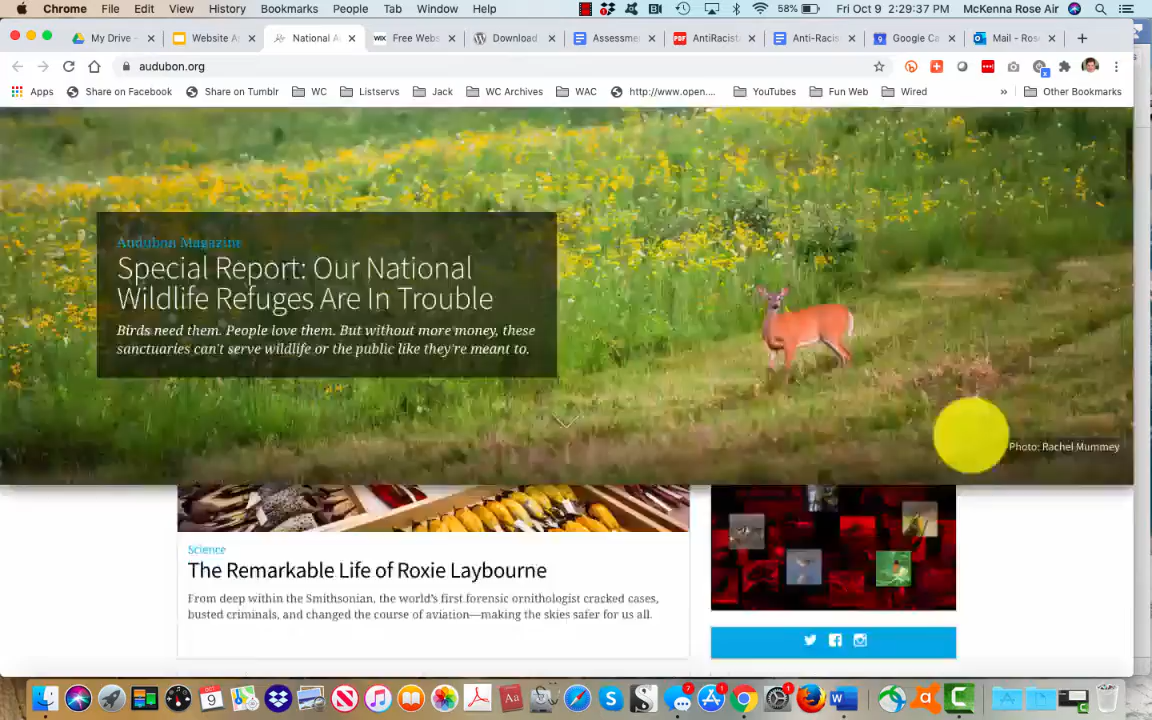 Chrome File Edit View History Bookmarks People Tab Window Help 58% Fri Oct 9 2:29:37 PM McKenna Rose Air
My Drive - Website A National A Free Webs Download Assessme AntiRacist Anti-Racis Google Ca Mail - Ros
audubon.org
Apps Share on Facebook Share on Tumblr WC Listservs Jack WC Archives WAC http://www.open.... YouTubes Fun Web Wired » Other Bookmarks
Audubon Magazine
Special Report: Our National
Wildlife Refuges Are In Trouble
Birds need them. People love them. But without more money, these
sanctuaries can't serve wildlife or the public like they're meant to.
Photo: Rachel Mummey
Science
The Remarkable Life of Roxie Laybourne
From deep within the Smithsonian, the world's first forensic ornithologist cracked cases,
busted criminals, and changed the course of aviation—making the skies safer for us all.